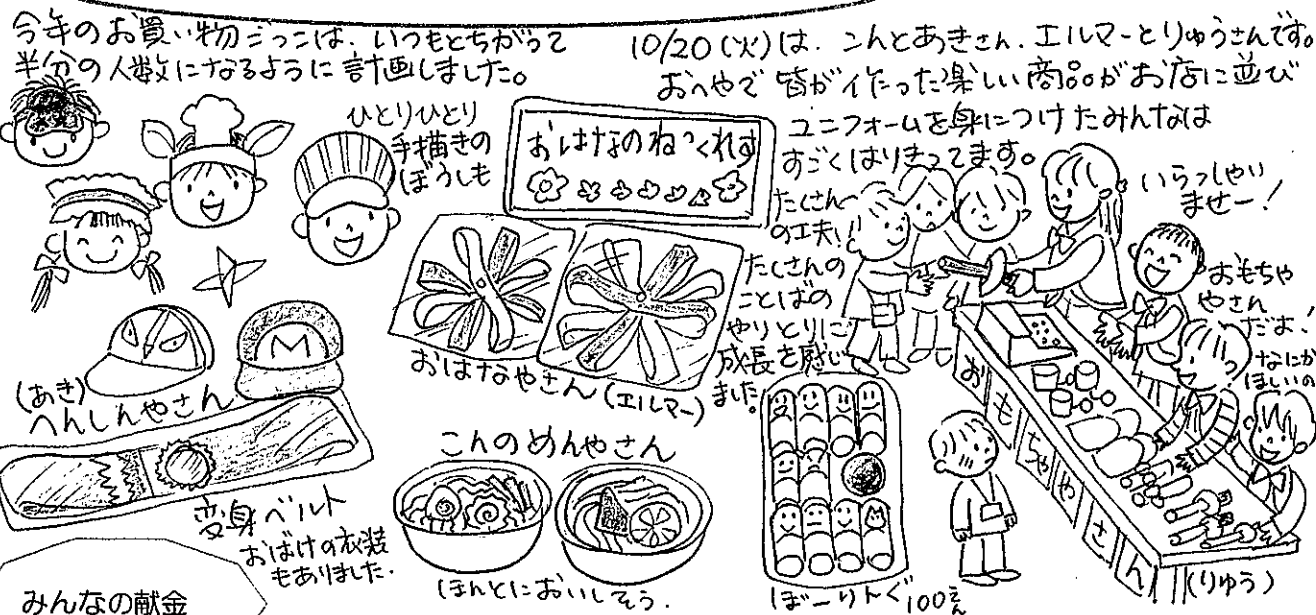 今年のお買い物ごっこは、いつもとちがって
半分の人数になるように計画しました。
10/20(火)は、こんとあきさん、エルマーとりゅうさんです。
おへやで皆が作った楽しい商品がお店に並び
ユニフォームを身につけたみんなは
すごくはりきってます。
ひとりひとり
手描きの
ぼうしも
おはなのねっくれす
たくさん
の工夫!
たくさんの
ことばの
やりとりに
成長を感じ
ました。
いらっしゃい
ませー!
おもちゃ
やさん
だよ!
なにか
ほしいの
(あき)
へんしんやさん
おはなやさん(エルマー)
M
こんのめんやさん
変身ベルト
おばけの衣装
もありました.
ほんとにおいしそう.
ぼーりんぐ100えん
おもちゃやさん
(りゅう)
みんなの献金